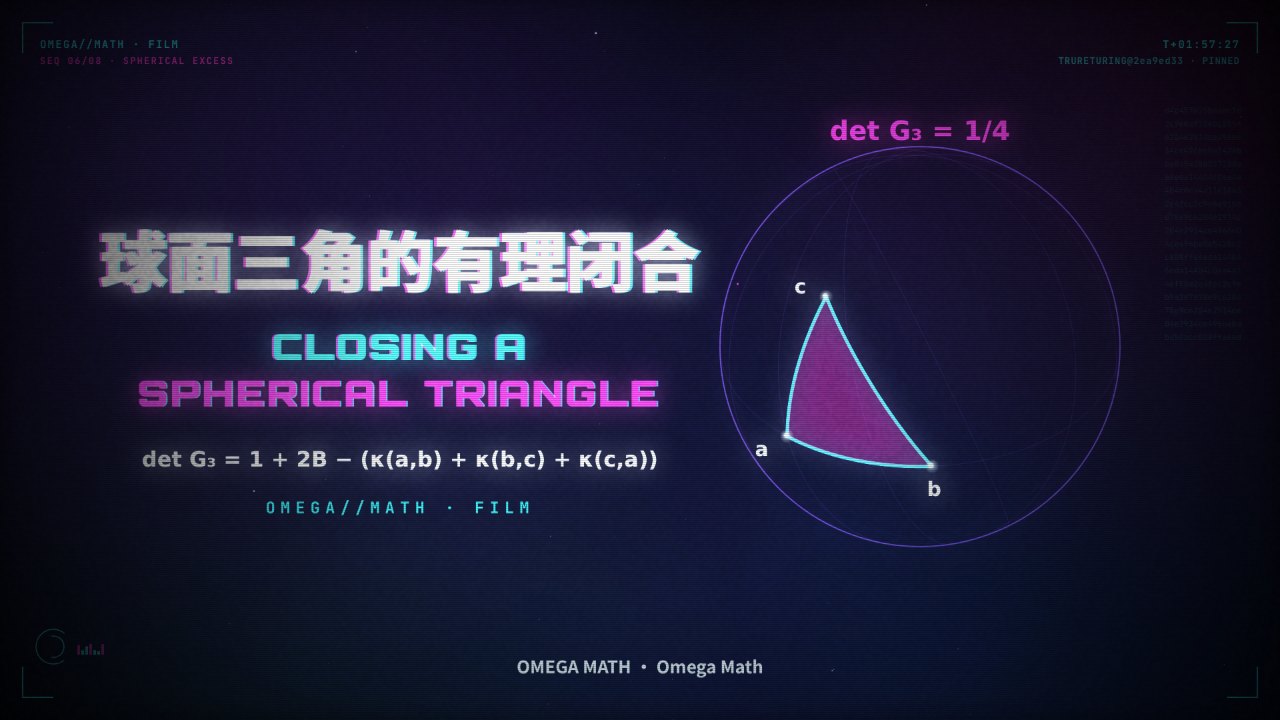 OMEGA//MATH · FILM
SEQ 06/08 · SPHERICAL EXCESS
T+01:57:27
TRURETURING@2ea9ed33 · PINNED
det G₃ = 1/4
球面三角的有理闭合
CLOSING A
SPHERICAL TRIANGLE
det G₃ = 1 + 2B − (κ(a,b) + κ(b,c) + κ(c,a))
OMEGA//MATH · FILM
c
a
b
OMEGA MATH • Omega Math